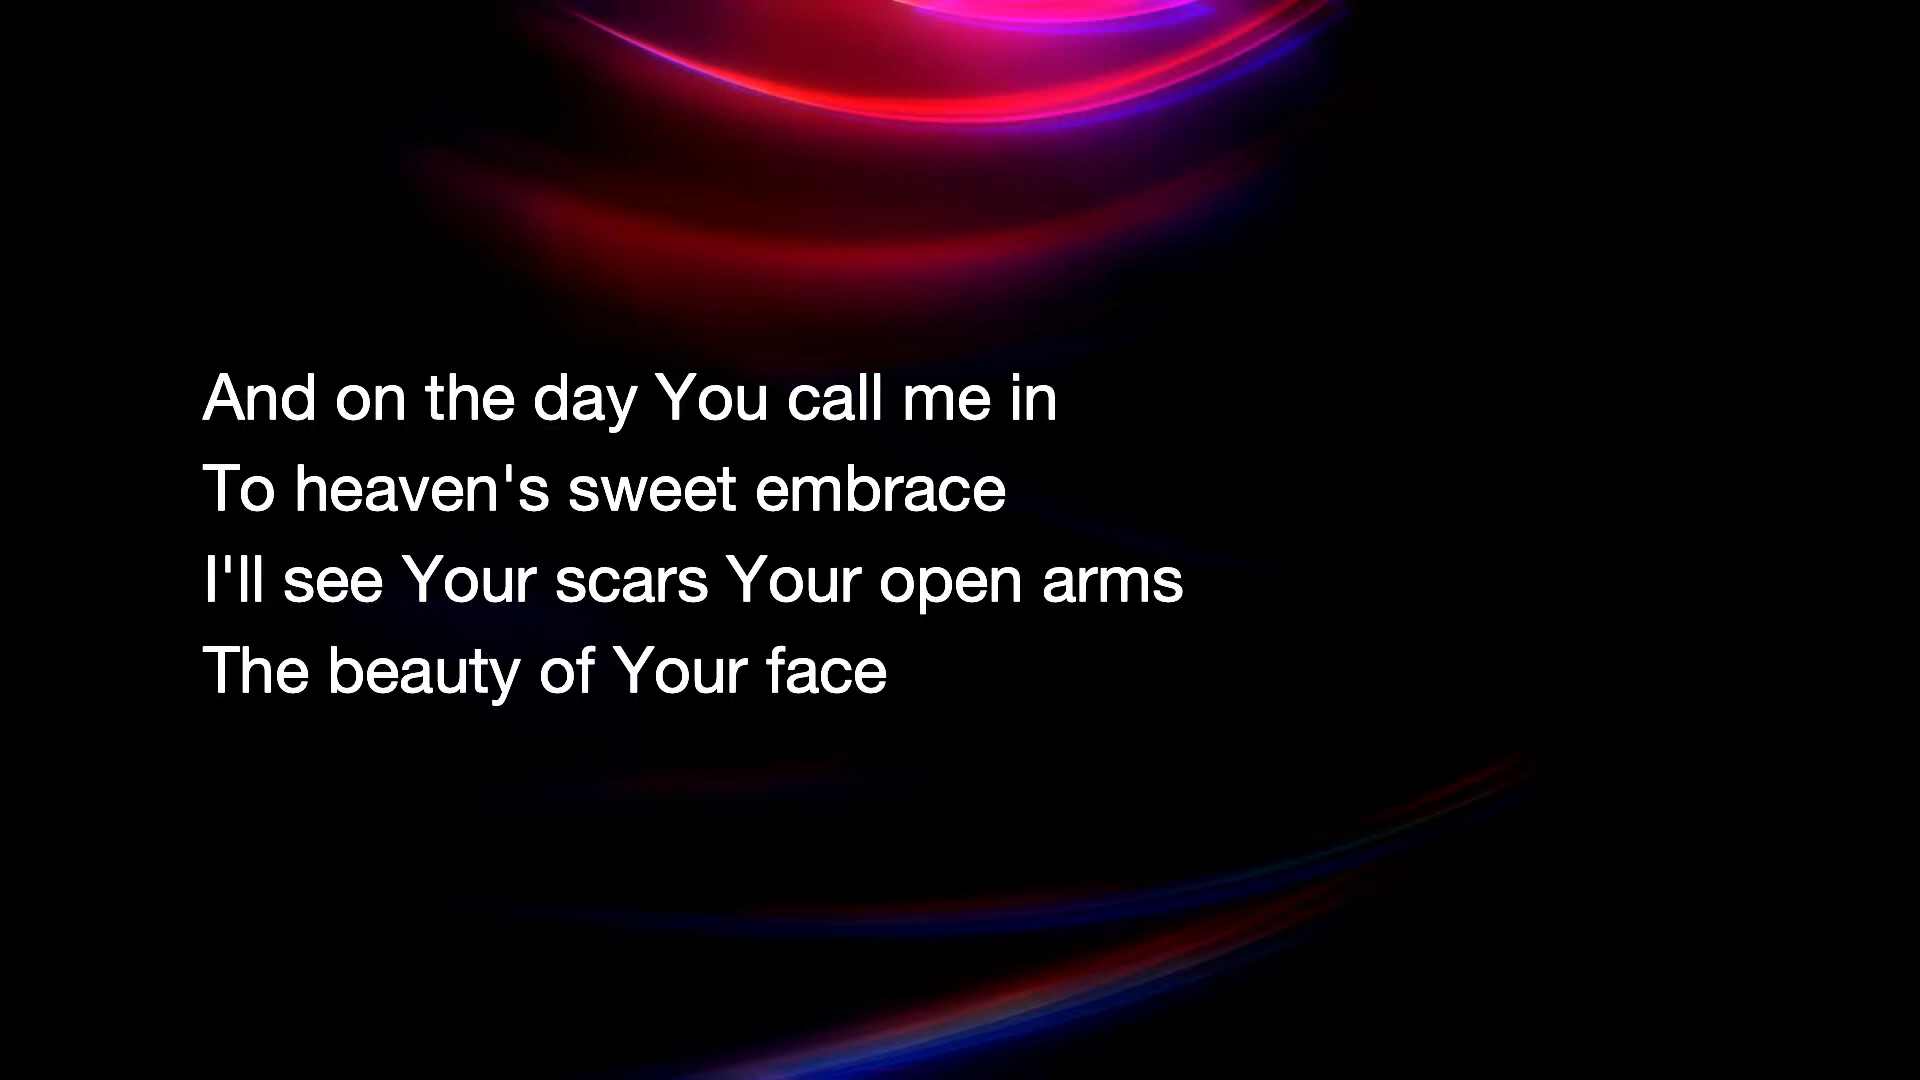 And on the day You call me in
To heaven's sweet embrace
I'll see Your scars Your open arms
The beauty of Your face